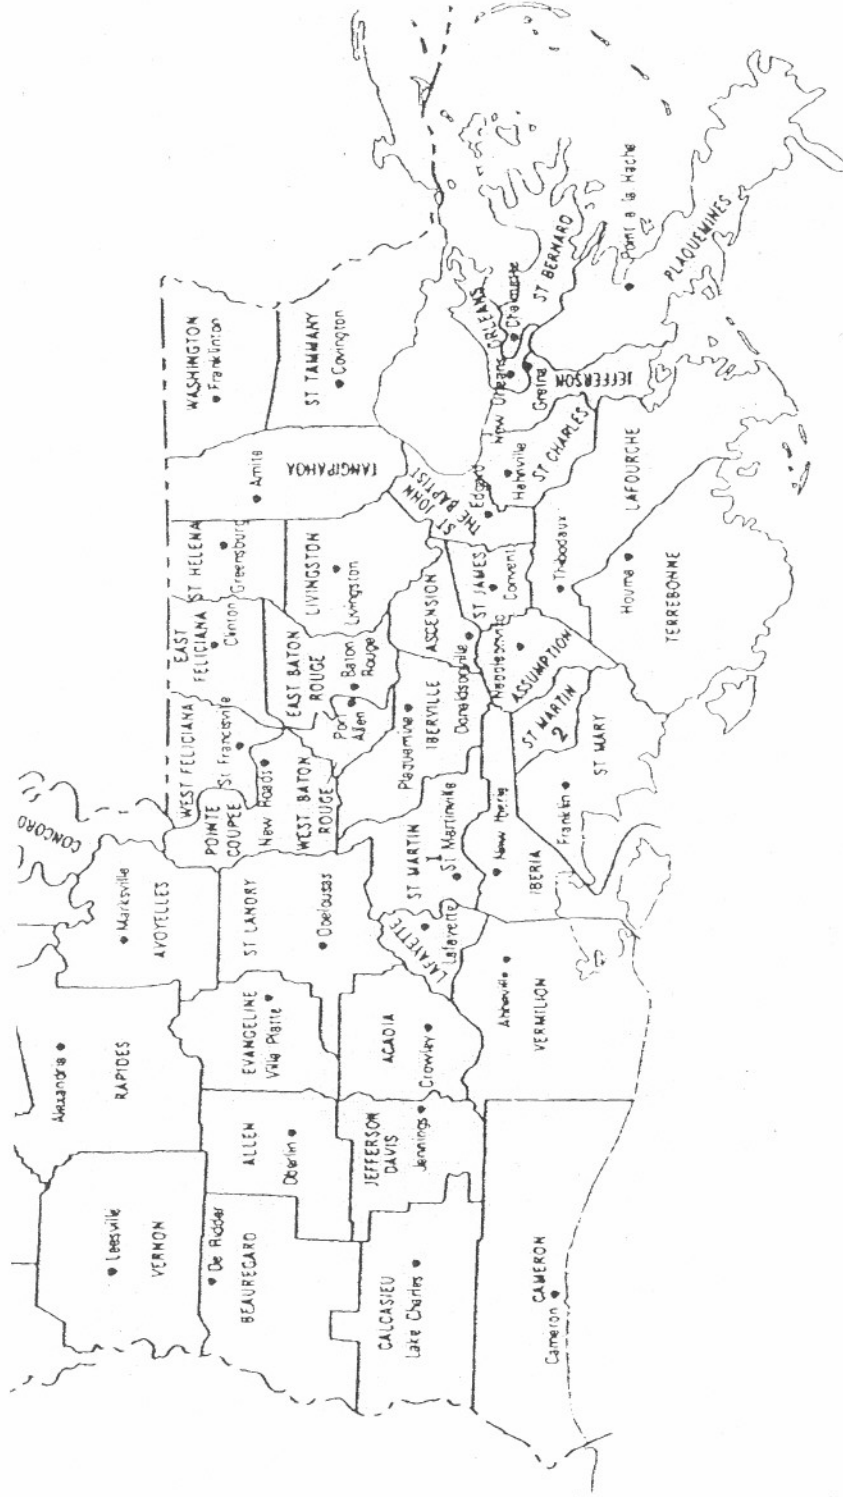 CONCORD
Alexandria
Leesville
Marksville
RAPIDES
VERNON
AVOYELLES
WEST FELICIANA
EAST
FELICIANA
ST HELENA
WASHINGTON
De Ridder
St Francisville
Clinton
Greensburg
Franklinton
POINTE
COUPEE
BEAUREGARD
ALLEN
EVANGELINE
ST LANDRY
New Roads
Amite
Ville Platte
Oberlin
EAST BATON
ROUGE
LIVINGSTON
ST TAMMANY
Covington
TANGIPAHOA
WEST BATON
ROUGE
Opelousas
Port
Allen
Baton
Rouge
Livingston
CALCASIEU
Lake Charles
JEFFERSON
DAVIS
Jennings
ACADIA
Crowley
LAFAYETTE
Lafayette
ST MARTIN
1
St Martinville
Plaquemine
IBERVILLE
Donaldsonville
ASCENSION
ST JOHN
THE BAPTIST
Edgard
ST JAMES
Convent
Napoleonville
ASSUMPTION
Hahnville
ST CHARLES
New Orleans
ORLEANS
Chalmette
ST BERNARD
Gretna
JEFFERSON
Abbeville
VERMILION
New Iberia
IBERIA
ST MARTIN
2
Franklin
ST MARY
CAMERON
Cameron
Thibodaux
LAFOURCHE
Houma
TERREBONNE
Pont a la Hache
PLAQUEMINES